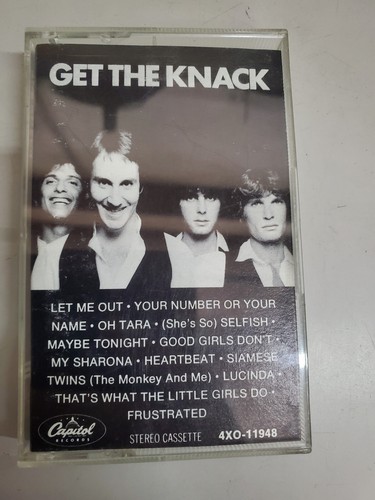 GET THE KNACK
LET ME OUT • YOUR NUMBER OR YOUR
NAME • OH TARA • (She's So) SELFISH •
MAYBE TONIGHT • GOOD GIRLS DON'T •
MY SHARONA • HEARTBEAT • SIAMESE
TWINS (The Monkey And Me) • LUCINDA •
THAT'S WHAT THE LITTLE GIRLS DO •
FRUSTRATED
Capitol
RECORDS
STEREO CASSETTE 4XO-11948